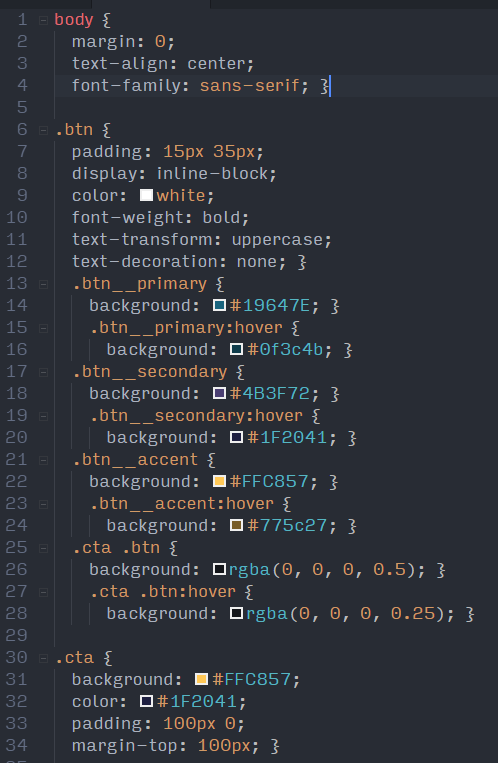 1 body {
2   margin: 0;
3   text-align: center;
4   font-family: sans-serif; }
5
6 .btn {
7   padding: 15px 35px;
8   display: inline-block;
9   color: white;
10   font-weight: bold;
11   text-transform: uppercase;
12   text-decoration: none; }
13   .btn__primary {
14     background: #19647E; }
15     .btn__primary:hover {
16       background: #0f3c4b; }
17   .btn__secondary {
18     background: #4B3F72; }
19     .btn__secondary:hover {
20       background: #1F2041; }
21   .btn__accent {
22     background: #FFC857; }
23     .btn__accent:hover {
24       background: #775c27; }
25   .cta .btn {
26     background: rgba(0, 0, 0, 0.5); }
27     .cta .btn:hover {
28       background: rgba(0, 0, 0, 0.25); }
29
30 .cta {
31   background: #FFC857;
32   color: #1F2041;
33   padding: 100px 0;
34   margin-top: 100px; }